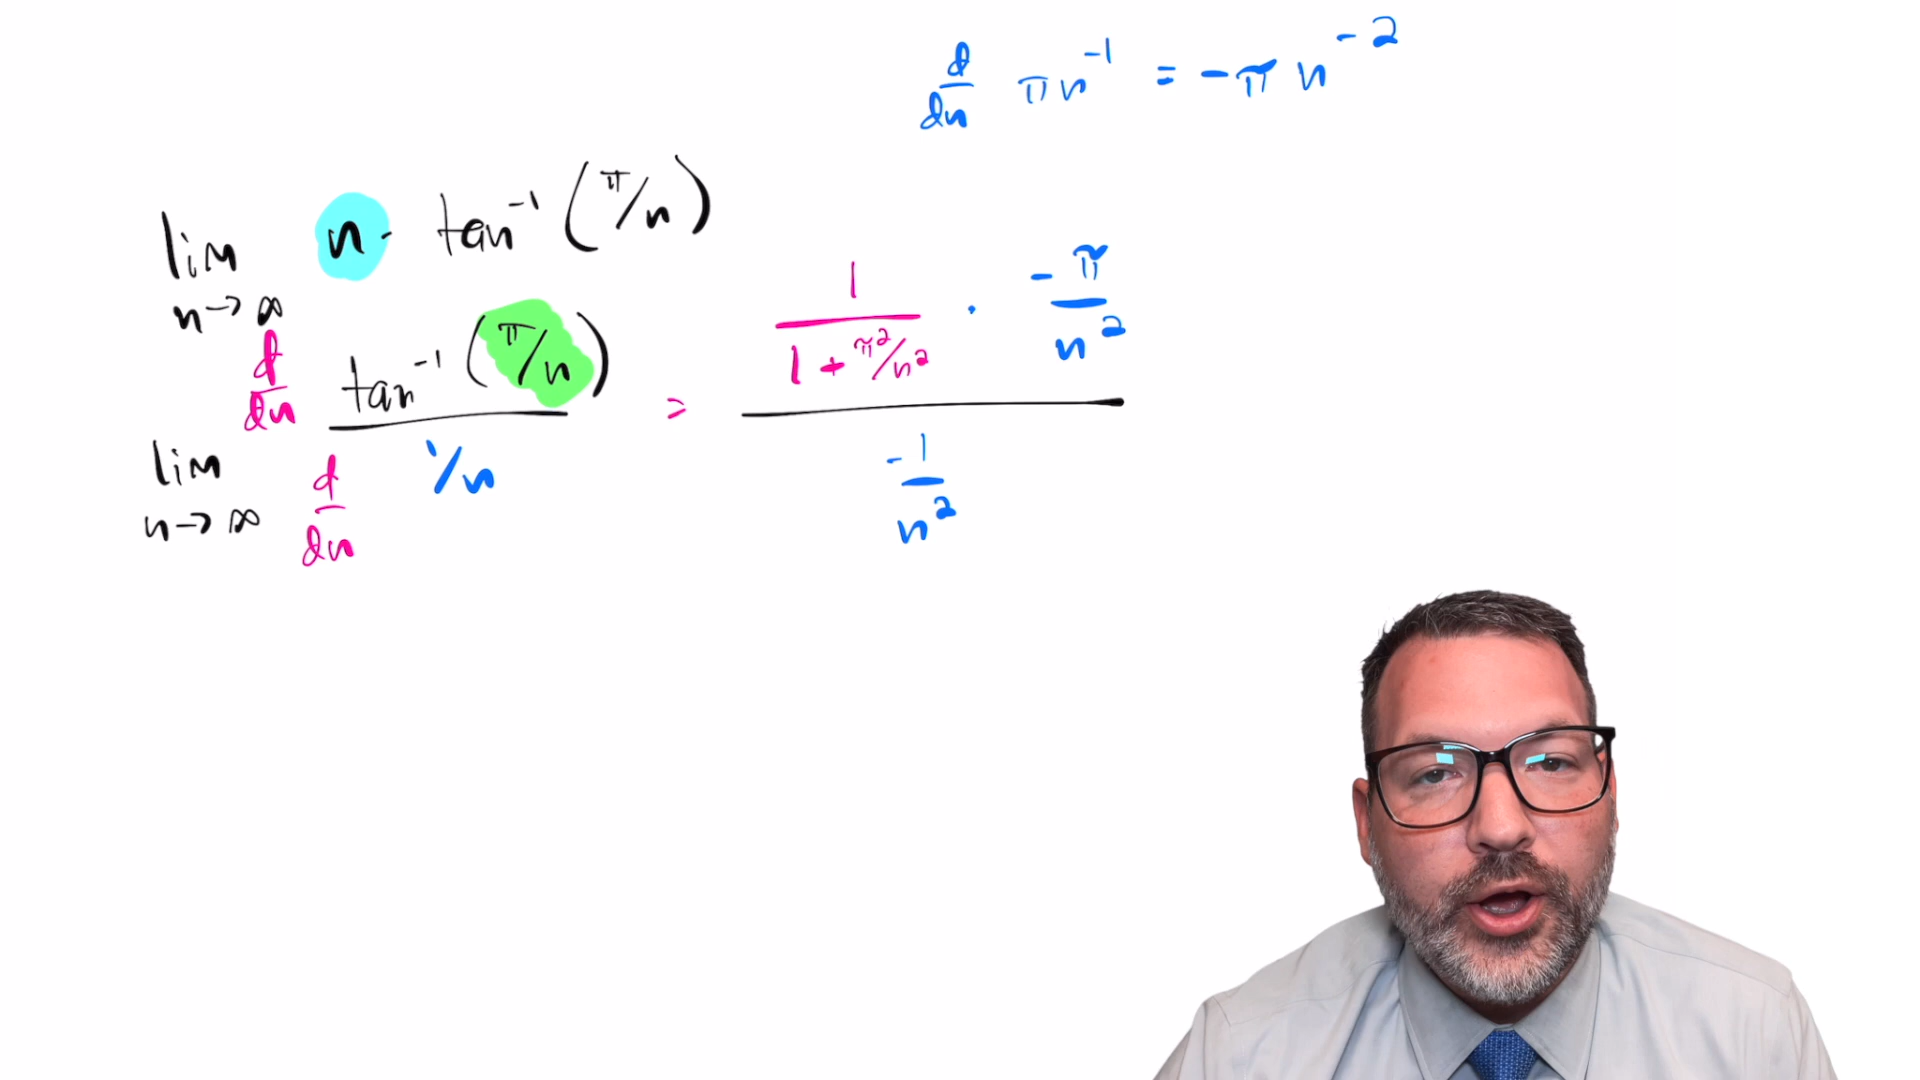 d/dn πn⁻¹ = -π n⁻²
lim n→∞ n · tan⁻¹ (π/n)
lim n→∞ (d/dn tan⁻¹ (π/n)) / (d/dn 1/n) = (1/(1 + π²/n²) · -π/n²) / (-1/n²)